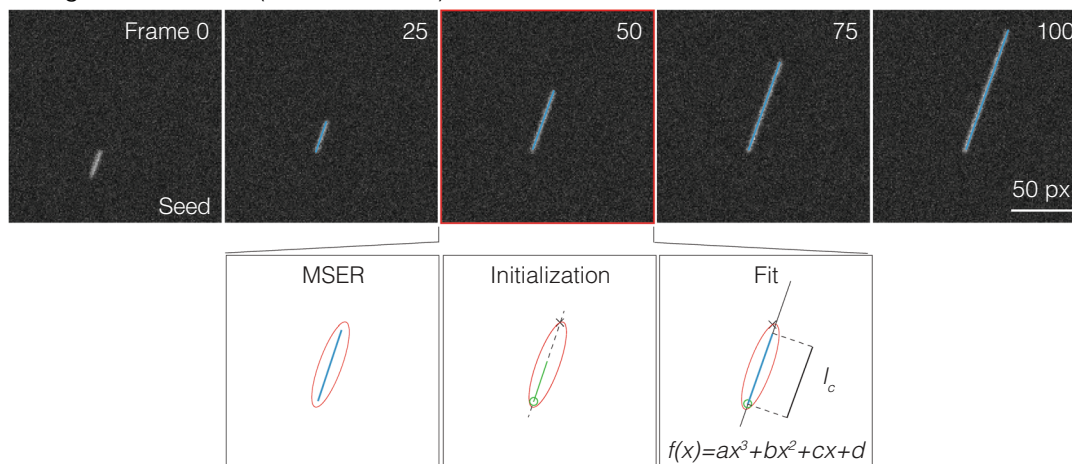 Frame 0
25
50
75
100
Seed
50 px
MSER
Initialization
Fit
l_c
f(x)=ax³+bx²+cx+d